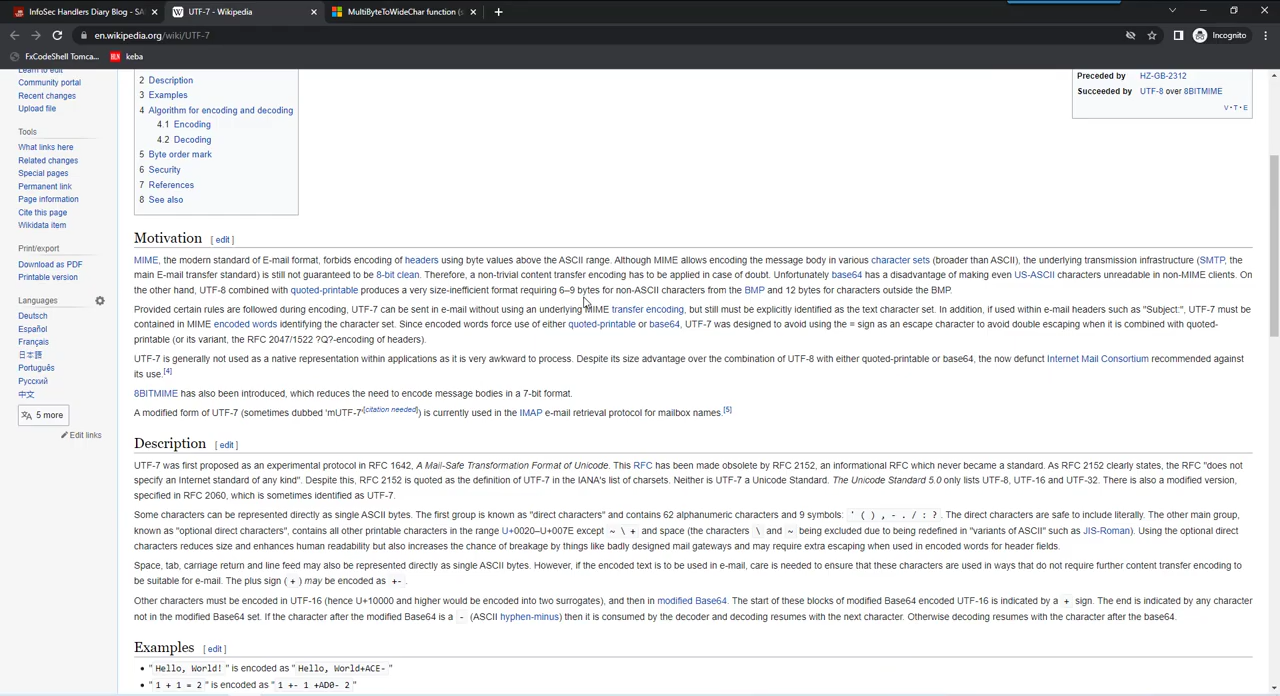 InfoSec Handlers Diary Blog - SA
UTF-7 - Wikipedia
MultiByteToWideChar function (s
en.wikipedia.org/wiki/UTF-7
Incognito
FxCodeShell Tomca...
keba
Learn to edit
Community portal
Recent changes
Upload file
Tools
What links here
Related changes
Special pages
Permanent link
Page information
Cite this page
Wikidata item
Print/export
Download as PDF
Printable version
Languages
Deutsch
Español
Français
日本語
Português
Русский
中文
5 more
Edit links
2 Description
3 Examples
4 Algorithm for encoding and decoding
4.1 Encoding
4.2 Decoding
5 Byte order mark
6 Security
7 References
8 See also
Preceded by HZ-GB-2312
Succeeded by UTF-8 over 8BITMIME
V · T · E
Motivation [ edit ]
MIME, the modern standard of E-mail format, forbids encoding of headers using byte values above the ASCII range. Although MIME allows encoding the message body in various character sets (broader than ASCII), the underlying transmission infrastructure (SMTP, the
main E-mail transfer standard) is still not guaranteed to be 8-bit clean. Therefore, a non-trivial content transfer encoding has to be applied in case of doubt. Unfortunately base64 has a disadvantage of making even US-ASCII characters unreadable in non-MIME clients. On
the other hand, UTF-8 combined with quoted-printable produces a very size-inefficient format requiring 6–9 bytes for non-ASCII characters from the BMP and 12 bytes for characters outside the BMP.
Provided certain rules are followed during encoding, UTF-7 can be sent in e-mail without using an underlying MIME transfer encoding, but still must be explicitly identified as the text character set. In addition, if used within e-mail headers such as "Subject:", UTF-7 must be
contained in MIME encoded words identifying the character set. Since encoded words force use of either quoted-printable or base64, UTF-7 was designed to avoid using the = sign as an escape character to avoid double escaping when it is combined with quoted-
printable (or its variant, the RFC 2047/1522 ?Q?-encoding of headers).
UTF-7 is generally not used as a native representation within applications as it is very awkward to process. Despite its size advantage over the combination of UTF-8 with either quoted-printable or base64, the now defunct Internet Mail Consortium recommended against
its use.[4]
8BITMIME has also been introduced, which reduces the need to encode message bodies in a 7-bit format.
A modified form of UTF-7 (sometimes dubbed 'mUTF-7'[citation needed]) is currently used in the IMAP e-mail retrieval protocol for mailbox names.[5]
Description [ edit ]
UTF-7 was first proposed as an experimental protocol in RFC 1642, A Mail-Safe Transformation Format of Unicode. This RFC has been made obsolete by RFC 2152, an informational RFC which never became a standard. As RFC 2152 clearly states, the RFC "does not
specify an Internet standard of any kind". Despite this, RFC 2152 is quoted as the definition of UTF-7 in the IANA's list of charsets. Neither is UTF-7 a Unicode Standard. The Unicode Standard 5.0 only lists UTF-8, UTF-16 and UTF-32. There is also a modified version,
specified in RFC 2060, which is sometimes identified as UTF-7.
Some characters can be represented directly as single ASCII bytes. The first group is known as "direct characters" and contains 62 alphanumeric characters and 9 symbols: ' ( ) , - . / : ? . The direct characters are safe to include literally. The other main group,
known as "optional direct characters", contains all other printable characters in the range U+0020–U+007E except ~ \ + and space (the characters \ and ~ being excluded due to being redefined in "variants of ASCII" such as JIS-Roman). Using the optional direct
characters reduces size and enhances human readability but also increases the chance of breakage by things like badly designed mail gateways and may require extra escaping when used in encoded words for header fields.
Space, tab, carriage return and line feed may also be represented directly as single ASCII bytes. However, if the encoded text is to be used in e-mail, care is needed to ensure that these characters are used in ways that do not require further content transfer encoding to
be suitable for e-mail. The plus sign ( + ) may be encoded as +- .
Other characters must be encoded in UTF-16 (hence U+10000 and higher would be encoded into two surrogates), and then in modified Base64. The start of these blocks of modified Base64 encoded UTF-16 is indicated by a + sign. The end is indicated by any character
not in the modified Base64 set. If the character after the modified Base64 is a - (ASCII hyphen-minus) then it is consumed by the decoder and decoding resumes with the next character. Otherwise decoding resumes with the character after the base64.
Examples [ edit ]
• " Hello, World! " is encoded as " Hello, World+ACE- "
• " 1 + 1 = 2 " is encoded as " 1 +- 1 +AD0- 2 "